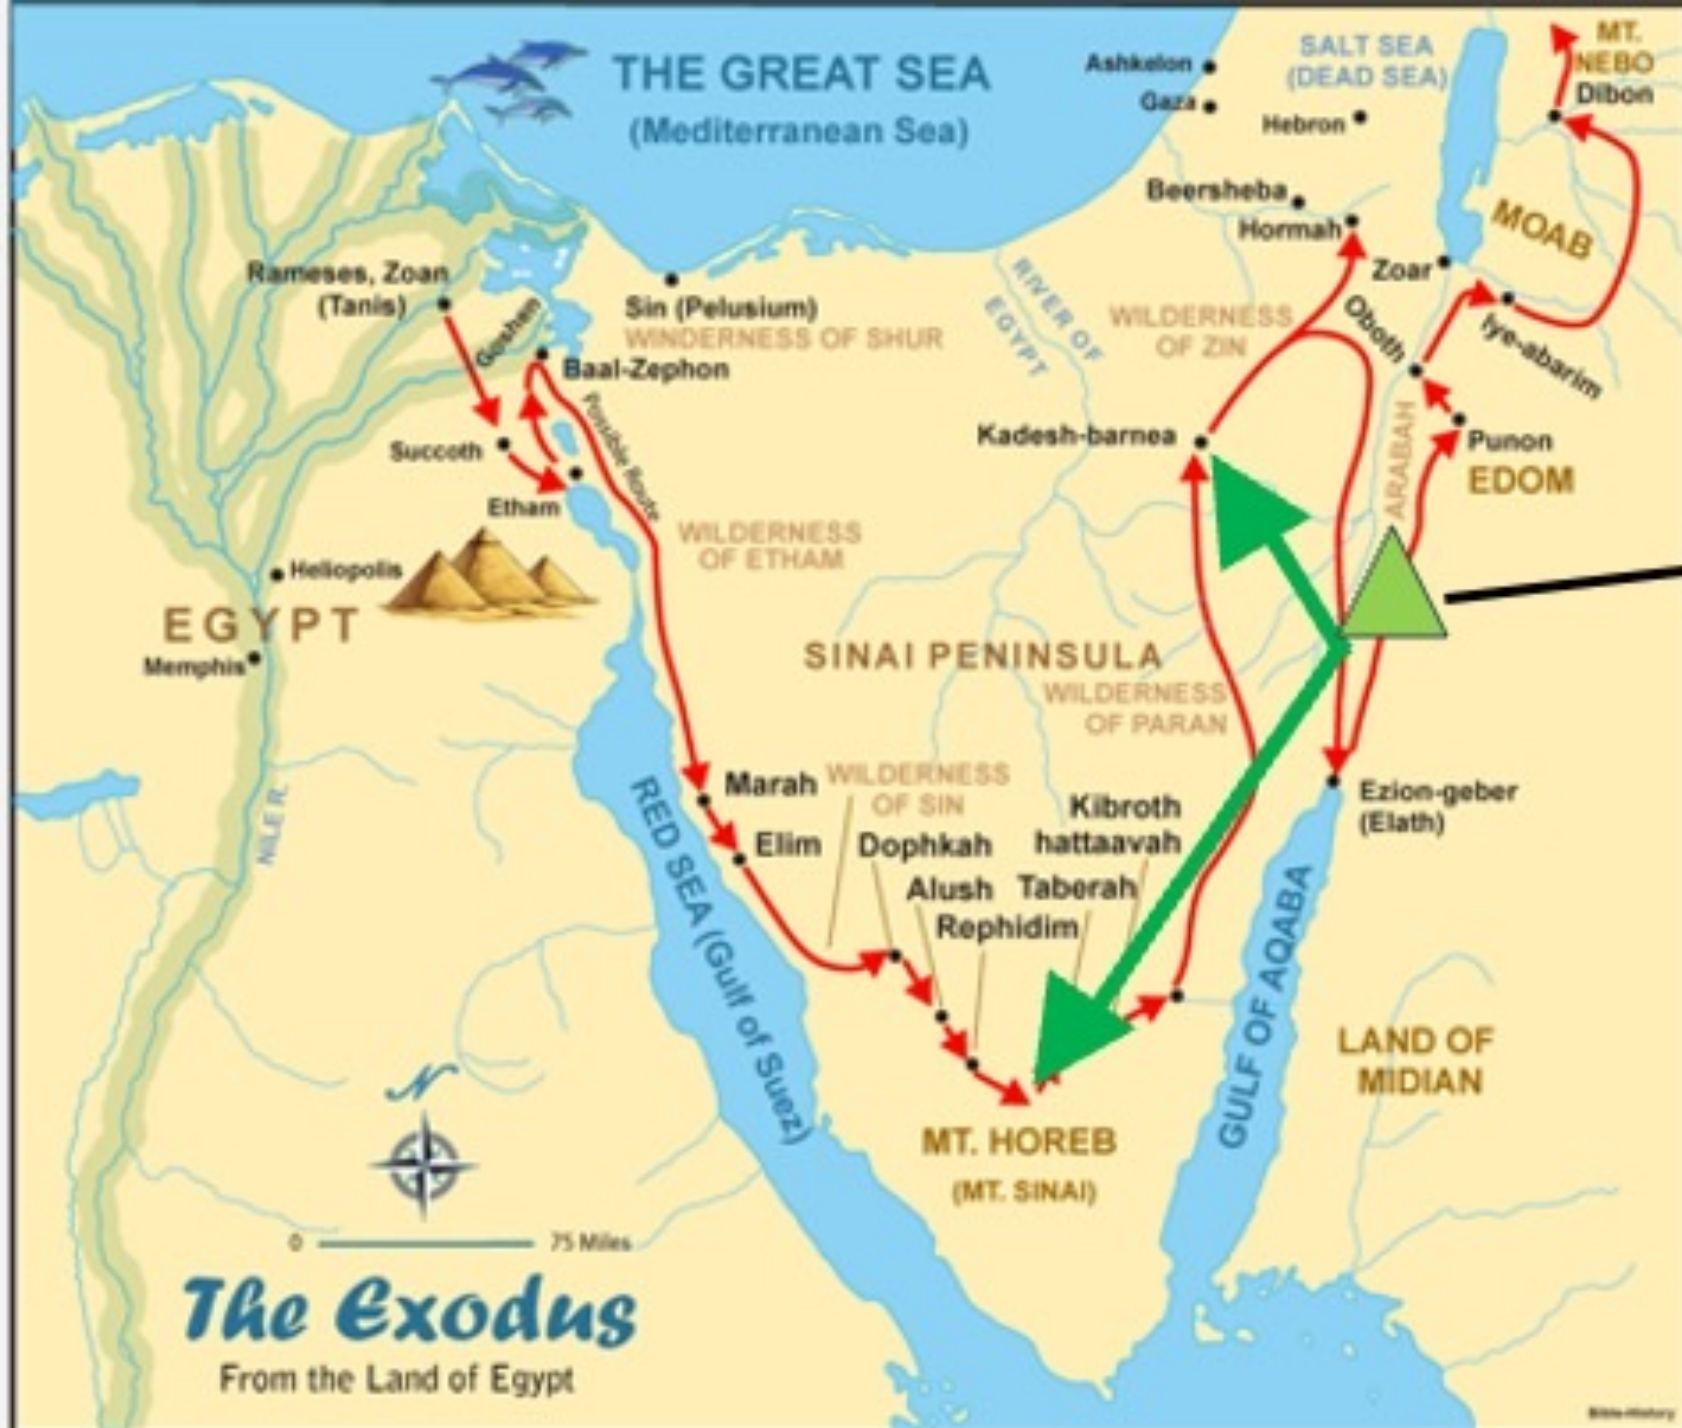 THE GREAT SEA
(Mediterranean Sea)
Ashkelon
Gaza
SALT SEA
(DEAD SEA)
Hebron
MT.
NEBO
Dibon
Beersheba
Hormah
MOAB
Zoar
Rameses, Zoan
(Tanis)
Goshen
Sin (Pelusium)
WINDERNESS OF SHUR
RIVER OF
EGYPT
WILDERNESS
OF ZIN
Oboth
Iye-abarim
Baal-Zephon
Possible Route
Succoth
Etham
Kadesh-barnea
ARABAH
Punon
EDOM
WILDERNESS
OF ETHAM
Heliopolis
EGYPT
Memphis
SINAI PENINSULA
WILDERNESS
OF PARAN
Marah
WILDERNESS
OF SIN
Elim
Dophkah
Kibroth
hattaavah
Ezion-geber
(Elath)
NILE R.
RED SEA (Gulf of Suez)
Alush
Taberah
Rephidim
GULF OF AQABA
LAND OF
MIDIAN
N
MT. HOREB
(MT. SINAI)
0 75 Miles
The Exodus
From the Land of Egypt
Bible-History